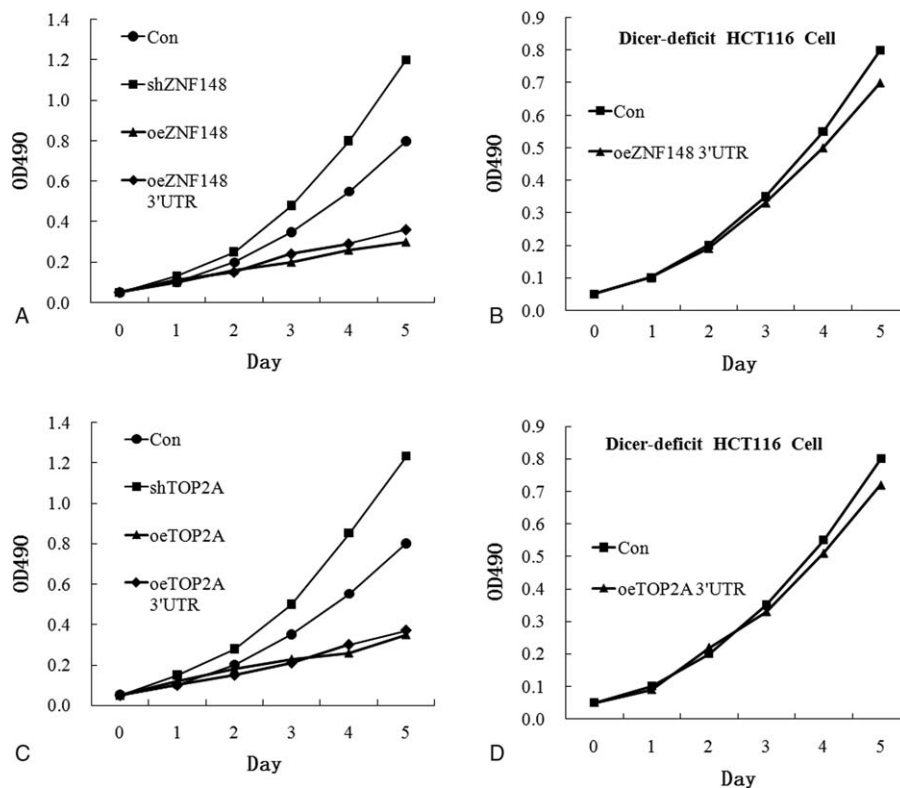 1.4
1.2
1.0
0.8
0.6
0.4
0.2
0.0
OD490
Con
shZNF148
oeZNF148
oeZNF148
3'UTR
0 1 2 3 4 5
Day
A
0.9
0.8
0.7
0.6
0.5
0.4
0.3
0.2
0.1
0.0
OD490
Dicer-deficit HCT116 Cell
Con
oeZNF148 3'UTR
0 1 2 3 4 5
Day
B
1.4
1.2
1.0
0.8
0.6
0.4
0.2
0.0
OD490
Con
shTOP2A
oeTOP2A
oeTOP2A
3'UTR
0 1 2 3 4 5
Day
C
0.9
0.8
0.7
0.6
0.5
0.4
0.3
0.2
0.1
0.0
OD490
Dicer-deficit HCT116 Cell
Con
oeTOP2A 3'UTR
0 1 2 3 4 5
Day
D